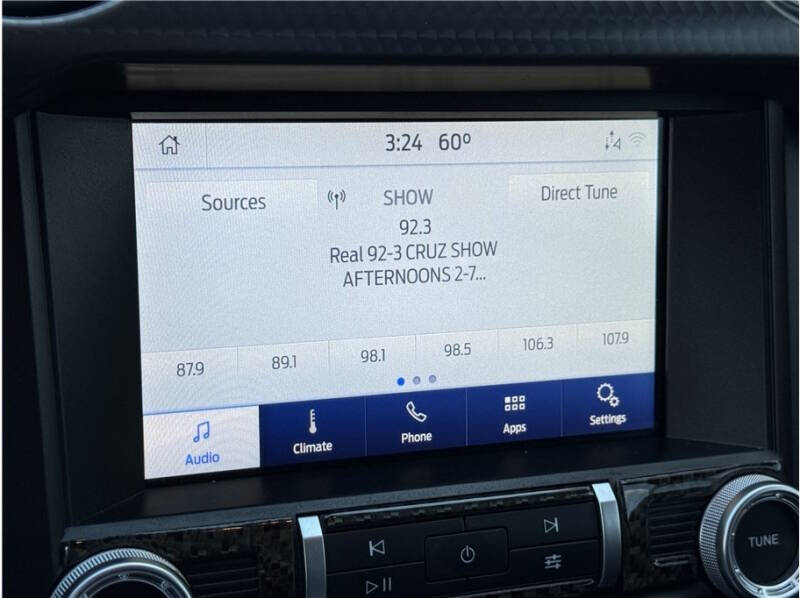 3:24 60°
Sources
SHOW
Direct Tune
92.3
Real 92-3 CRUZ SHOW
AFTERNOONS 2-7...
87.9 89.1 98.1 98.5 106.3 107.9
Audio Climate Phone Apps Settings
TUNE